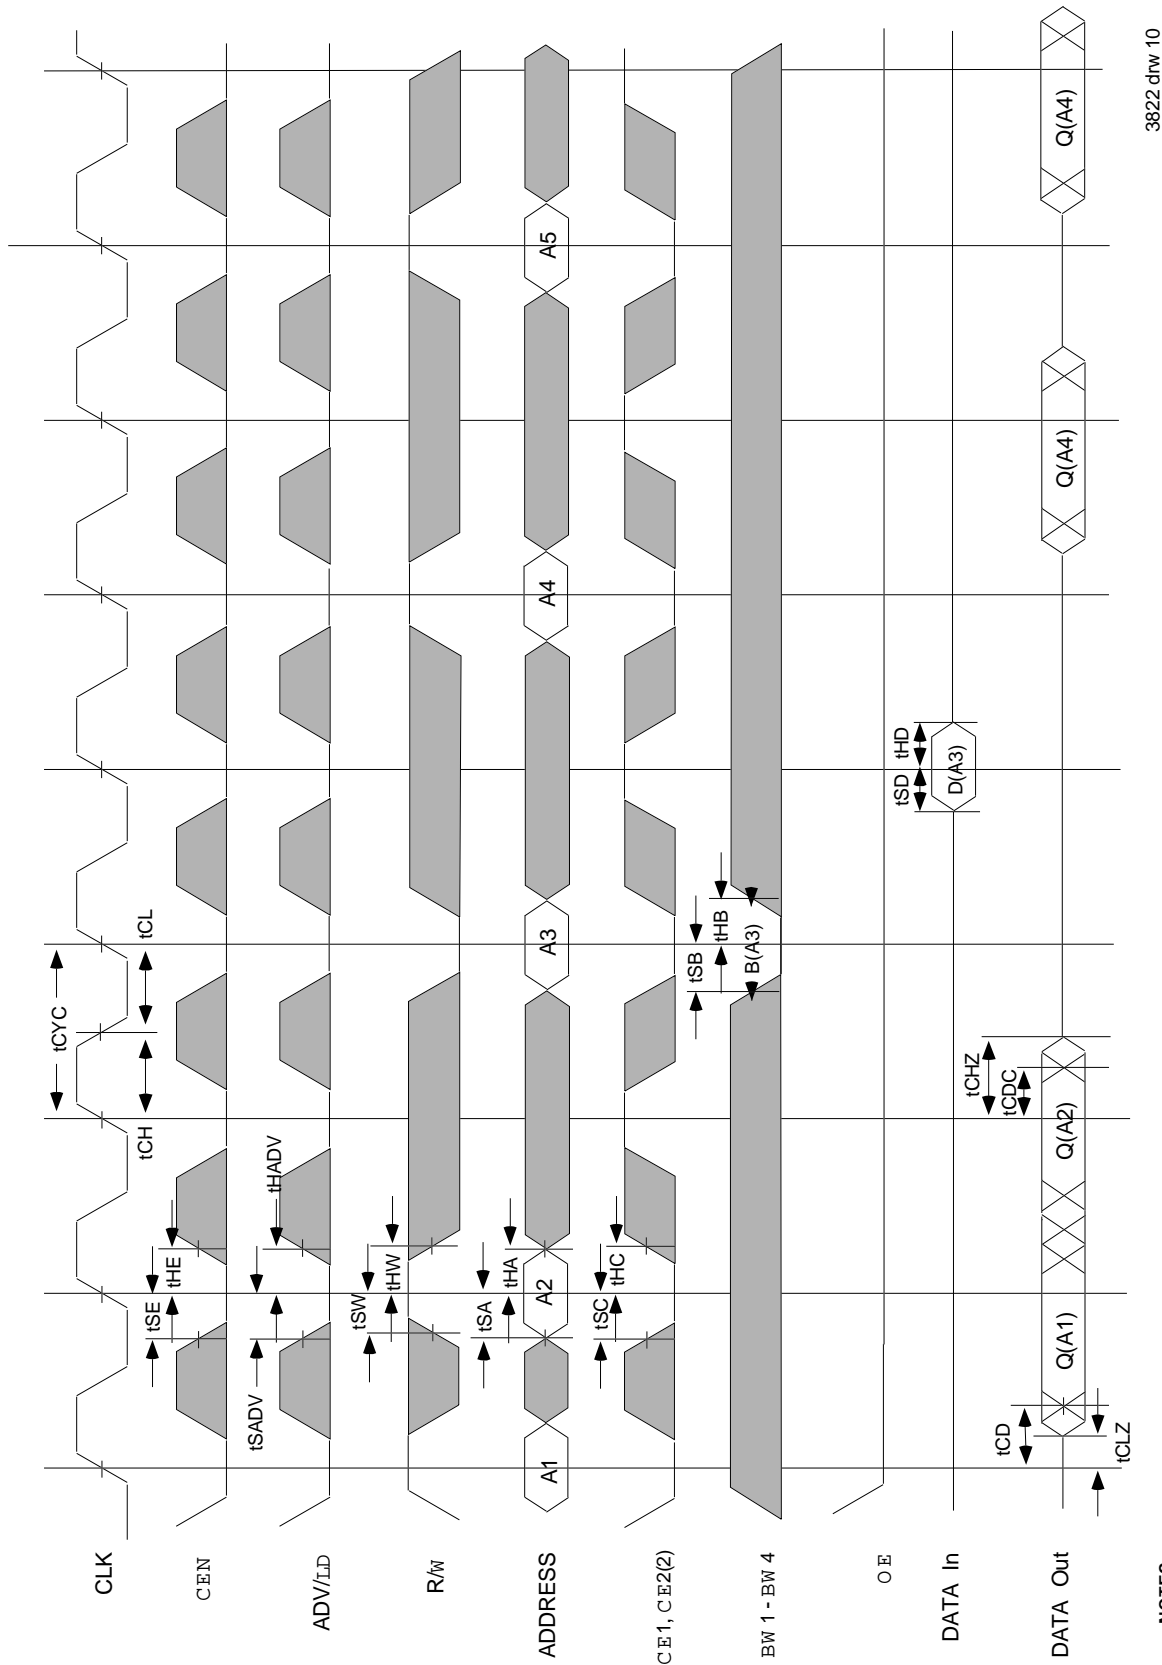 tCYC
tCH
tCL
CLK
tSE
tHE
CEN
tSADV
tHADV
ADV/LD
tSW
tHW
R/W
tSA
tHA
ADDRESS
A1
A2
A3
A4
A5
tSC
tHC
CE1, CE2(2)
tSB
tHB
B(A3)
BW1 - BW4
OE
tSD
tHD
DATA In
D(A3)
tCD
tCLZ
tCHZ
tCDC
DATA Out
Q(A1)
Q(A2)
Q(A4)
Q(A4)
3822 drw 10